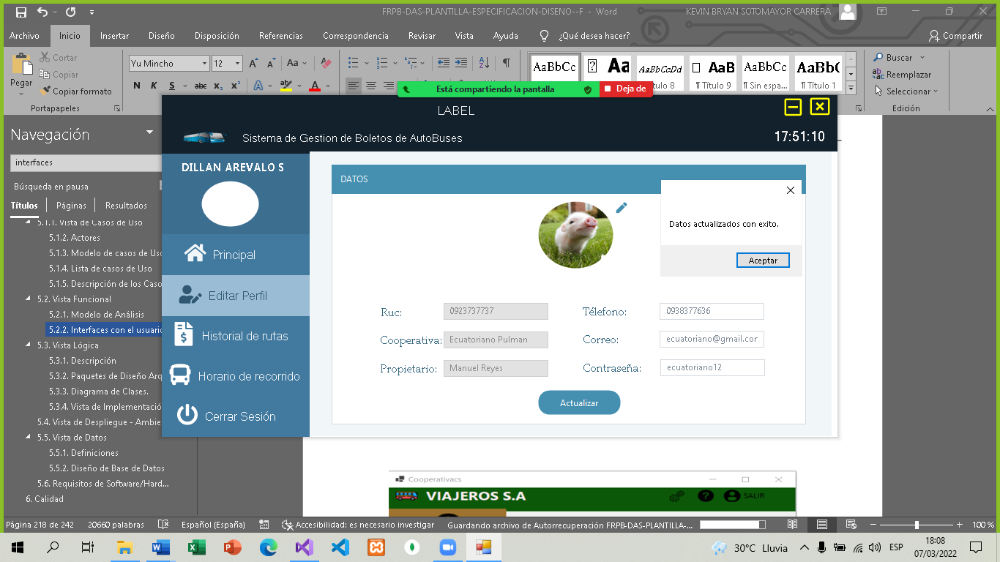 FRPB-DAS-PLANTILLA-ESPECIFICACION-DISENO--F - Word
KEVIN BRYAN SOTOMAYOR CARRERA
Archivo Inicio Insertar Diseño Disposición Referencias Correspondencia Revisar Vista Ayuda ¿Qué desea hacer? Compartir
Pegar
Cortar
Copiar
Copiar formato
Portapapeles
Yu Mincho 12
N K S abc x₂ x²
AaBbCc Aa AaBbCcDd AaB AaBbCc AaBb(
tulo 8 ¶ Título 9 ¶ Sin espa... ¶ Título 1
Buscar
Reemplazar
Seleccionar
Edición
Está compartiendo la pantalla
Deja de
Navegación
interfaces
Búsqueda en pausa
Títulos Páginas Resultados
5.1.1. Vista de Casos de Uso
5.1.2. Actores
5.1.3. Modelo de casos de Uso
5.1.4. Lista de casos de Uso
5.1.5. Descripción de los Caso
5.2. Vista Funcional
5.2.1. Modelo de Análisis
5.2.2. Interfaces con el usuario
5.3. Vista Lógica
5.3.1. Descripción
5.3.2. Paquetes de Diseño Arq
5.3.3. Diagrama de Clases.
5.3.4. Vista de Implementació
5.4. Vista de Despliegue - Ambie
5.5. Vista de Datos
5.5.1. Definiciones
5.5.2. Diseño de Base de Datos
5.6. Requisitos de Software/Hard...
6. Calidad
LABEL
Sistema de Gestion de Boletos de AutoBuses
17:51:10
DILLAN AREVALO S
Principal
Editar Perfil
Historial de rutas
Horario de recorrido
Cerrar Sesión
DATOS
Datos actualizados con exito.
Aceptar
Ruc: 0923737737
Télefono: 0938377636
Cooperativa: Ecuatoriano Pulman
Correo: ecuatoriano@gmail.cor
Propietario: Manuel Reyes
Contraseña: ecuatoriano12
Actualizar
Cooperativacs
VIAJEROS S.A
SALIR
Página 218 de 242 20660 palabras Español (España) Accesibilidad: es necesario investigar Guardando archivo de Autorrecuperación FRPB-DAS-PLANTILLA-... 100 %
30°C Lluvia
ESP
18:08
07/03/2022